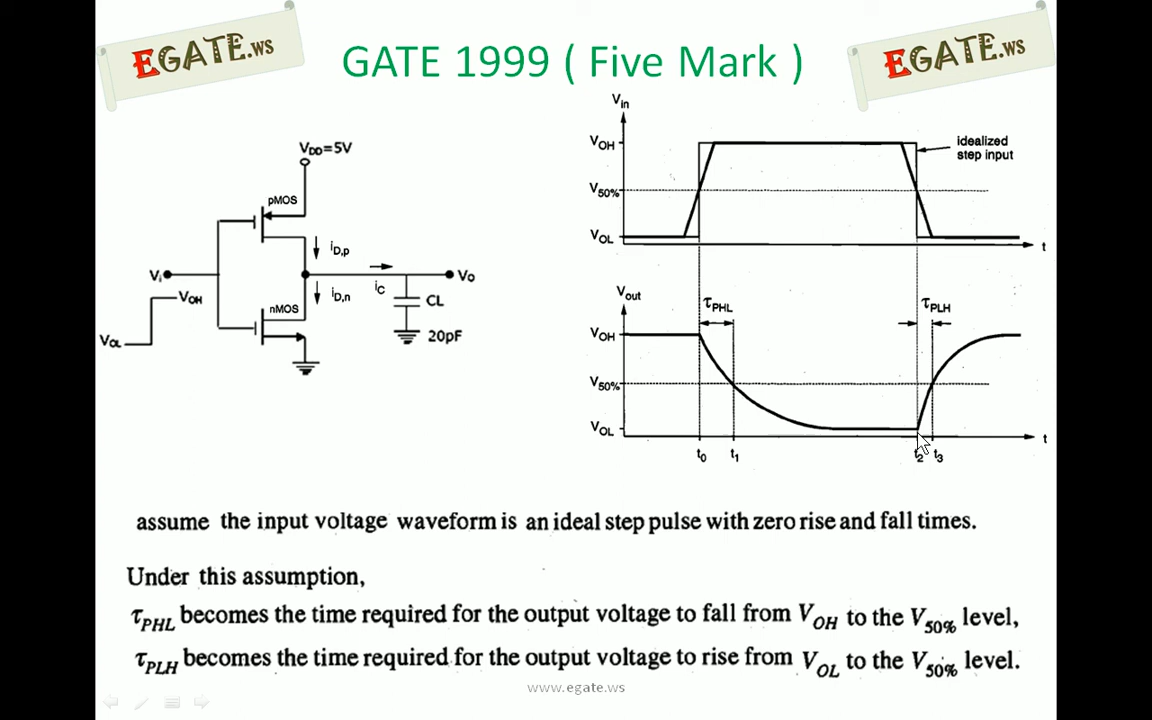 EGATE.ws
GATE 1999 ( Five Mark )
EGATE.ws
VDD=5V
pMOS
iD,p
Vi
Vo
iC
VOH
nMOS
iD,n
CL
20pF
VOL
Vin
VOH
idealized
step input
V50%
VOL
t
Vout
τPHL
τPLH
VOH
V50%
VOL
t
t0
t1
t2
t3
assume the input voltage waveform is an ideal step pulse with zero rise and fall times.
Under this assumption,
τPHL becomes the time required for the output voltage to fall from VOH to the V50% level,
τPLH becomes the time required for the output voltage to rise from VOL to the V50% level.
www.egate.ws